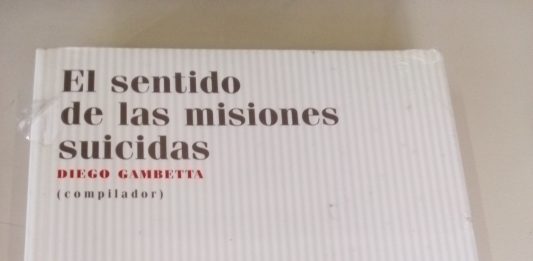 El sentido
de las misiones
suicidas
DIEGO GAMBETTA
(compilador)